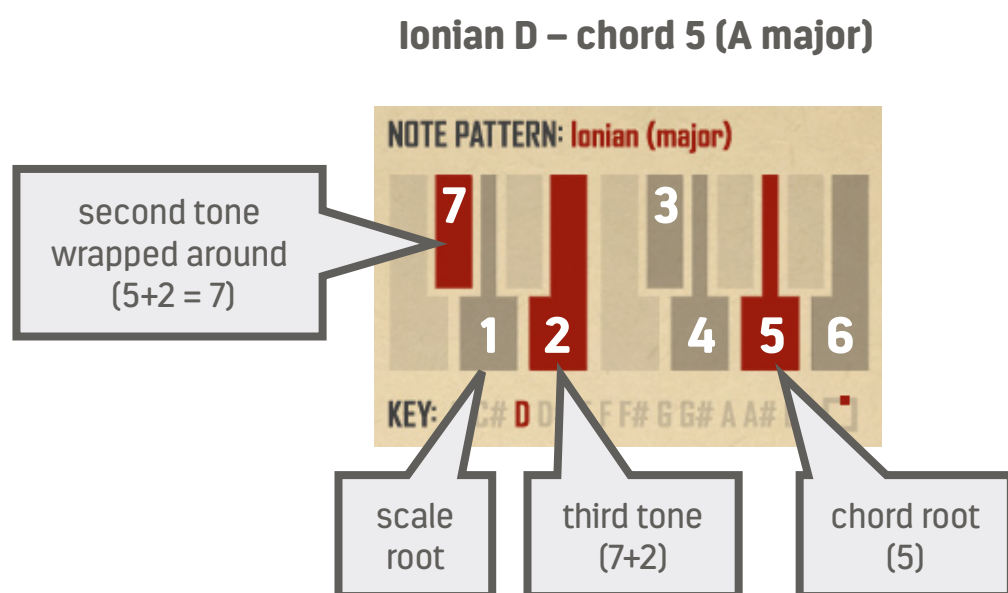 Ionian D – chord 5 (A major)
NOTE PATTERN: Ionian (major)
7
3
second tone
wrapped around
(5+2 = 7)
1 2 4 5 6
KEY: C# D D F F# G G# A A#
scale
root
third tone
(7+2)
chord root
(5)